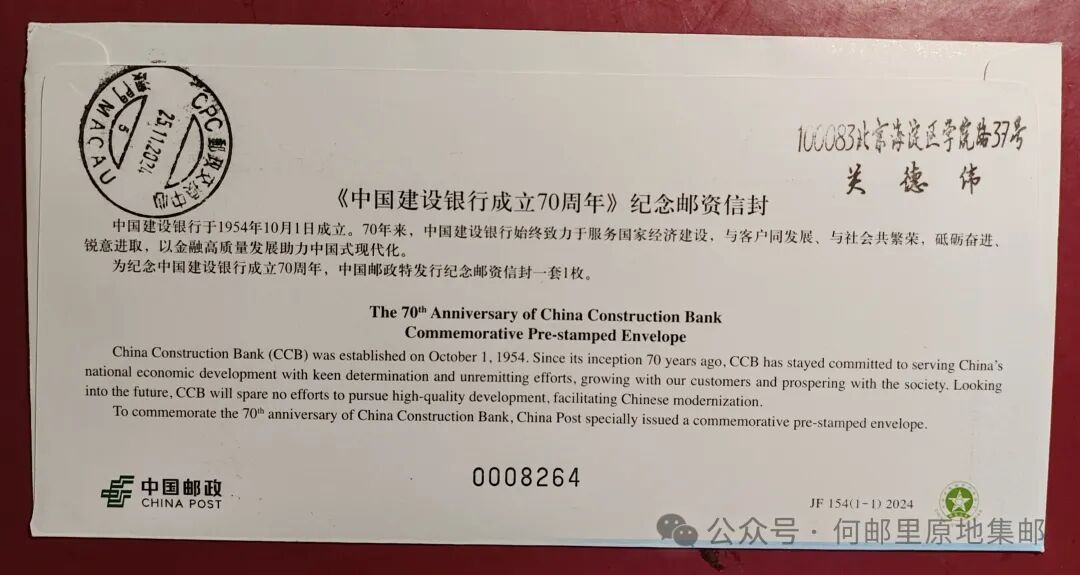 澳門 MACAU
5
25.11.2024
CPC 郵政交換中心
100083北京海淀区学院路37号
关德伟
《中国建设银行成立70周年》纪念邮资信封
中国建设银行于1954年10月1日成立。70年来，中国建设银行始终致力于服务国家经济建设，与客户同发展、与社会共繁荣，砥砺奋进、
锐意进取，以金融高质量发展助力中国式现代化。
为纪念中国建设银行成立70周年，中国邮政特发行纪念邮资信封一套1枚。
The 70th Anniversary of China Construction Bank
Commemorative Pre-stamped Envelope
China Construction Bank (CCB) was established on October 1, 1954. Since its inception 70 years ago, CCB has stayed committed to serving China's
national economic development with keen determination and unremitting efforts, growing with our customers and prospering with the society. Looking
into the future, CCB will spare no efforts to pursue high-quality development, facilitating Chinese modernization.
To commemorate the 70th anniversary of China Construction Bank, China Post specially issued a commemorative pre-stamped envelope.
中国邮政
CHINA POST
0008264
JF 154(1-1) 2024
公众号·何邮里原地集邮